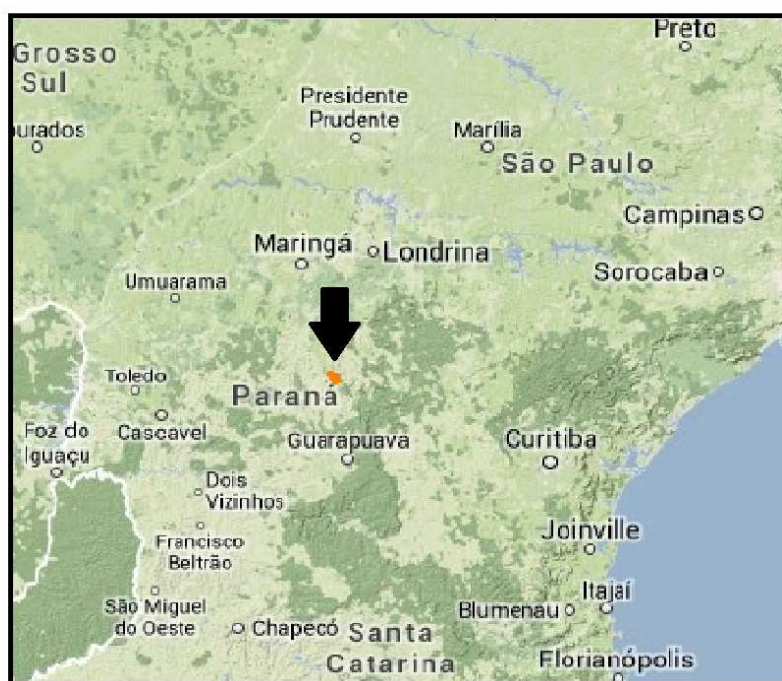 Preto
Grosso
Sul
Presidente
Prudente
ourados
Marília
São Paulo
Campinas
Maringá
Londrina
Sorocaba
Umuarama
Toledo
Paraná
Cascavel
Foz do
Iguaçu
Guarapuava
Curitiba
Dois
Vizinhos
Francisco
Beltrão
Joinville
São Miguel
do Oeste
Itajaí
Blumenau
Chapecó
Santa
Catarina
Florianópolis